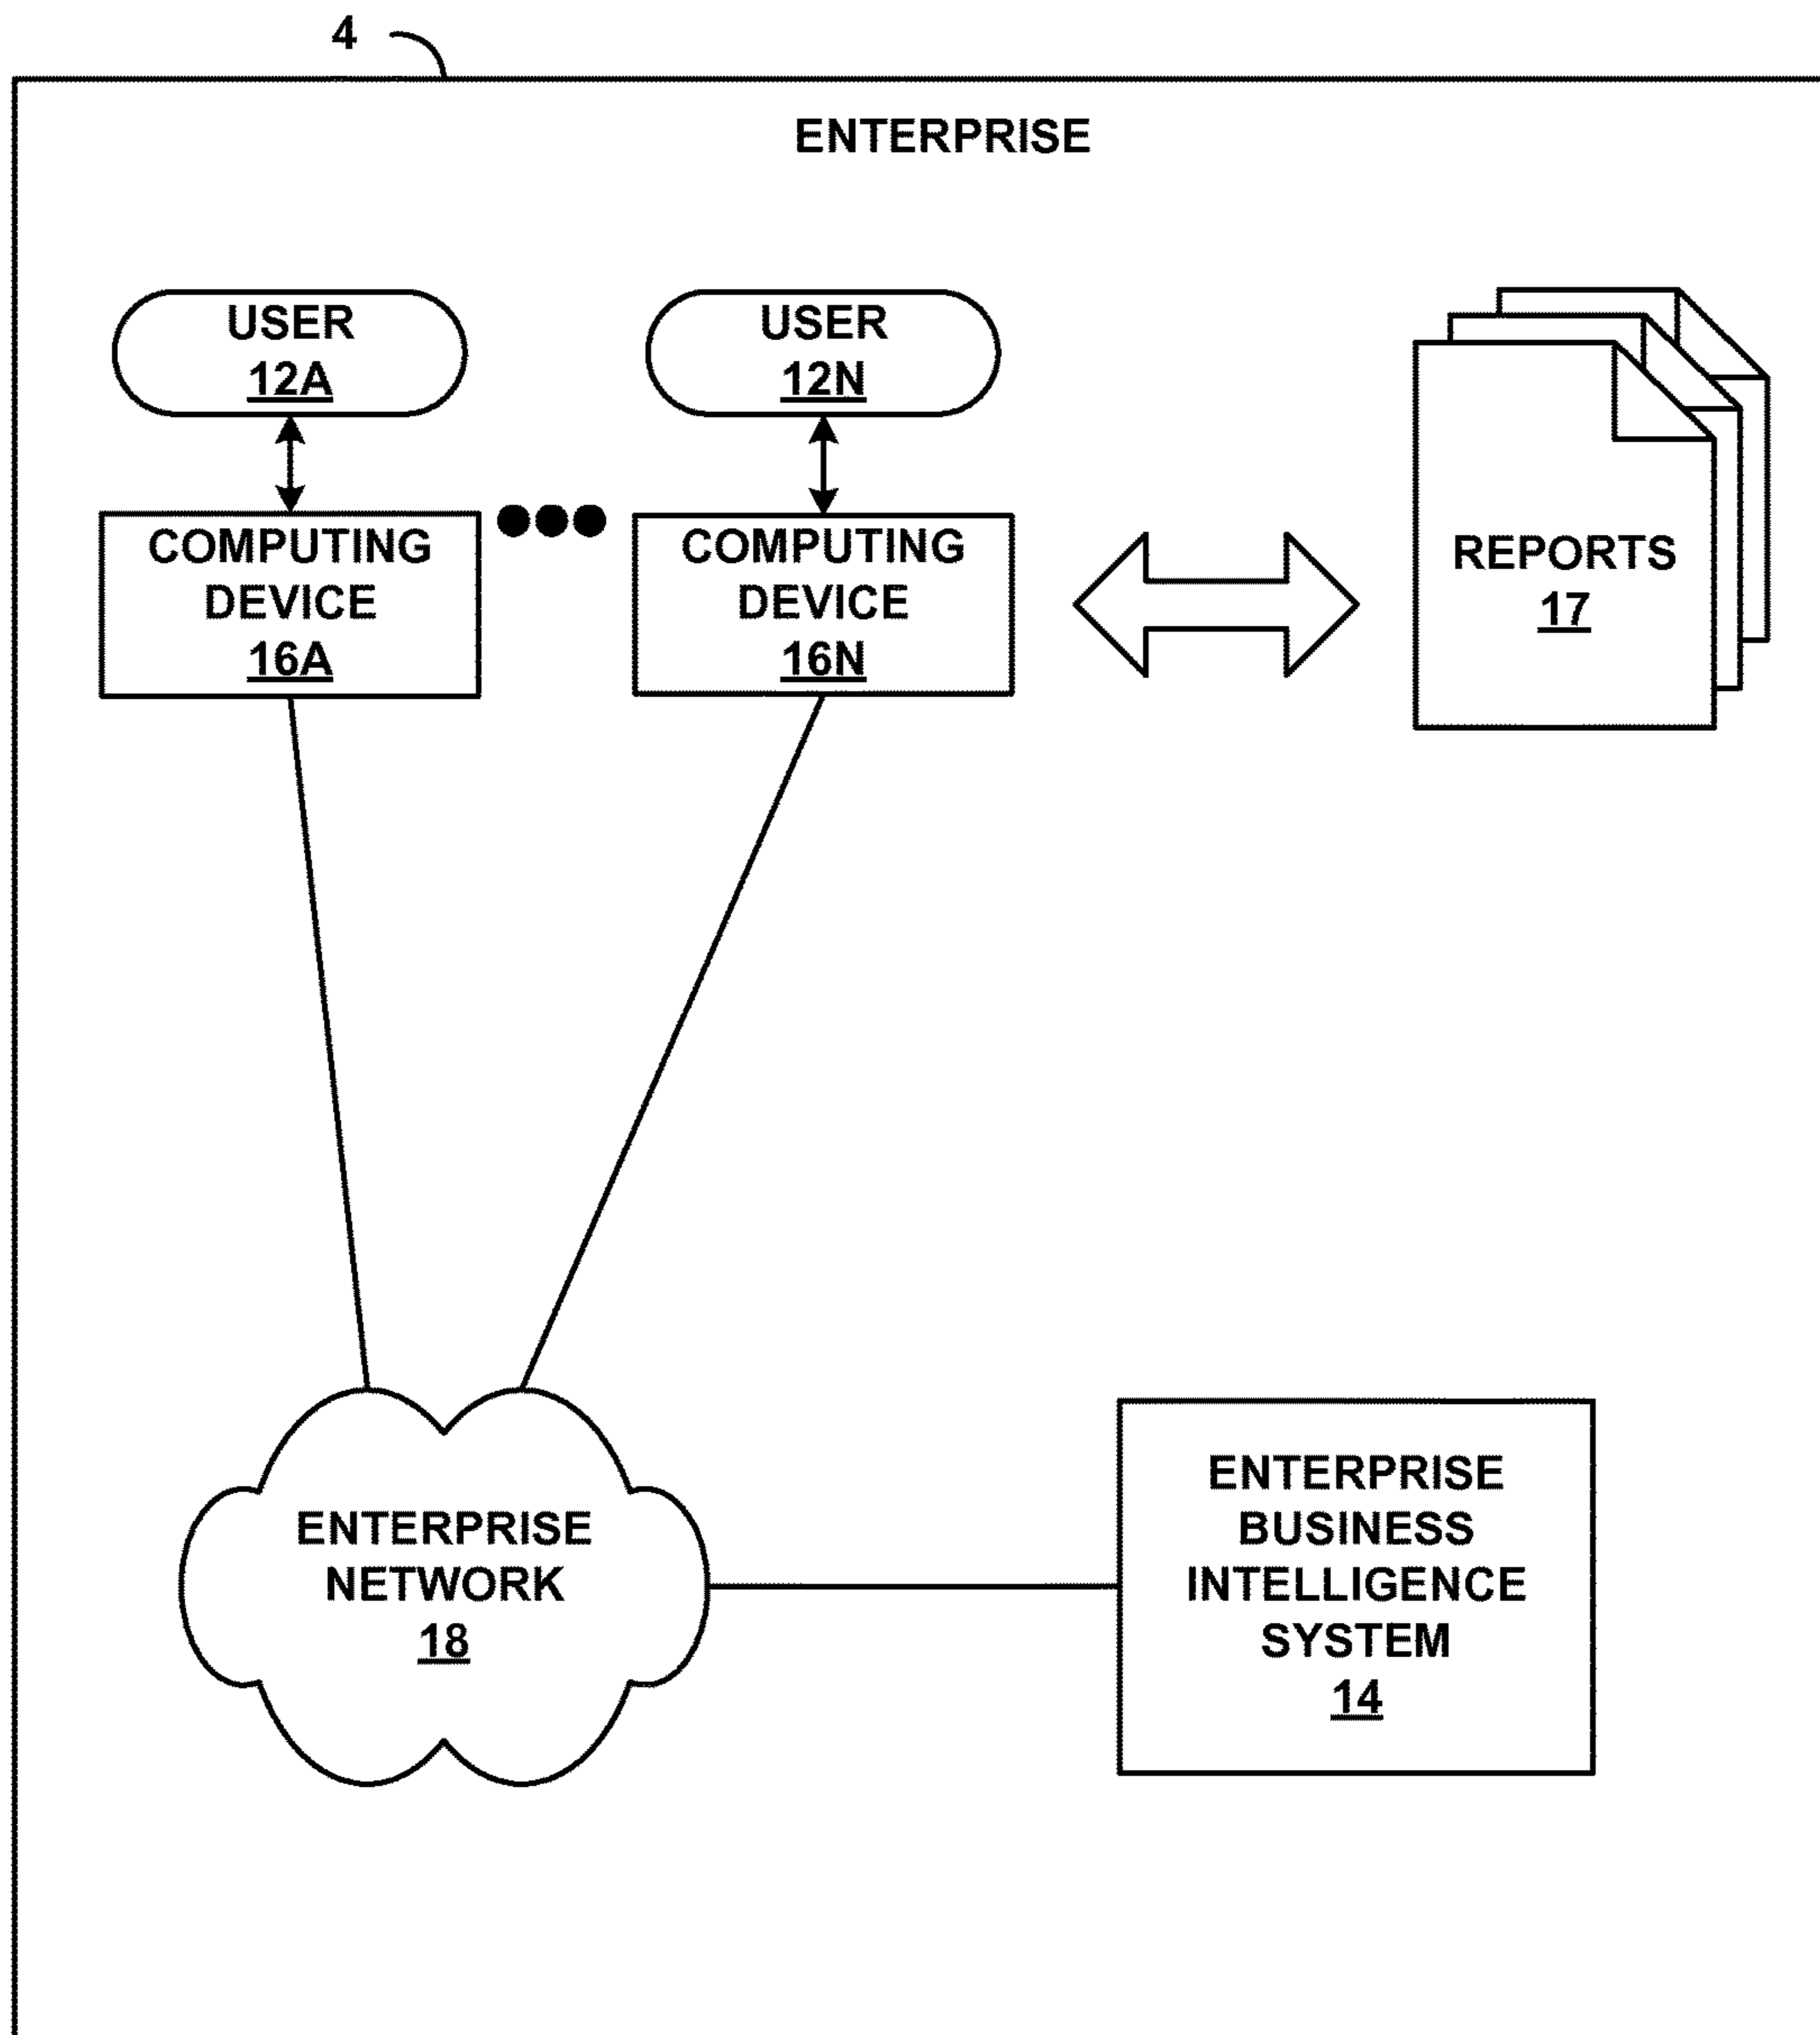 4
ENTERPRISE
USER
12A
USER
12N
COMPUTING
DEVICE
16A
COMPUTING
DEVICE
16N
REPORTS
17
ENTERPRISE
NETWORK
18
ENTERPRISE
BUSINESS
INTELLIGENCE
SYSTEM
14